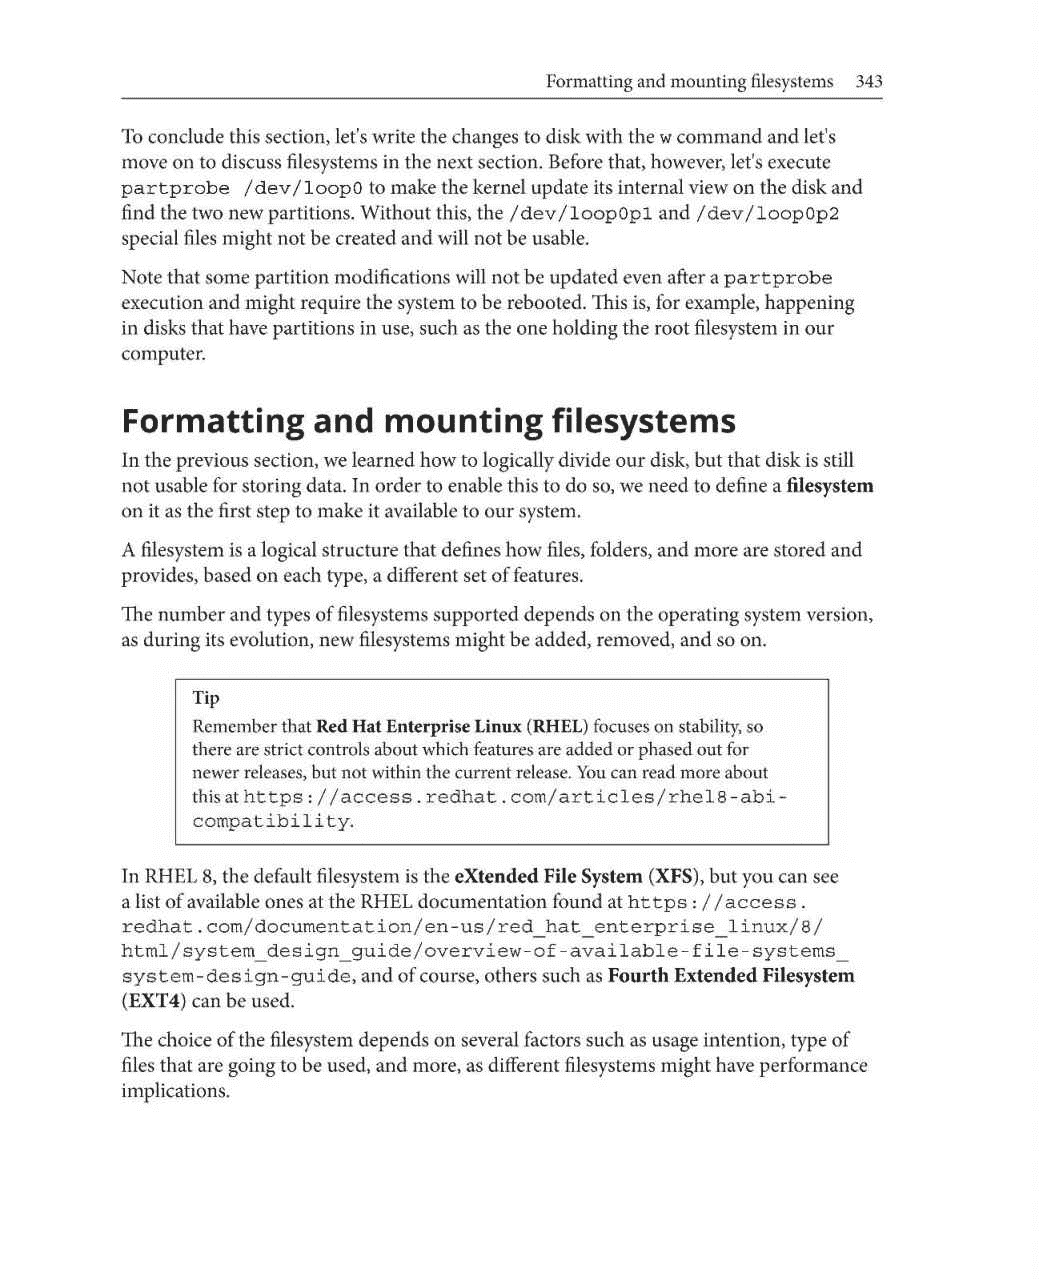 Formatting and mounting filesystems 343
To conclude this section, let's write the changes to disk with the w command and let's
move on to discuss filesystems in the next section. Before that, however, let's execute
partprobe /dev/loop0 to make the kernel update its internal view on the disk and
find the two new partitions. Without this, the /dev/loop0p1 and /dev/loop0p2
special files might not be created and will not be usable.
Note that some partition modifications will not be updated even after a partprobe
execution and might require the system to be rebooted. This is, for example, happening
in disks that have partitions in use, such as the one holding the root filesystem in our
computer.
Formatting and mounting filesystems
In the previous section, we learned how to logically divide our disk, but that disk is still
not usable for storing data. In order to enable this to do so, we need to define a filesystem
on it as the first step to make it available to our system.
A filesystem is a logical structure that defines how files, folders, and more are stored and
provides, based on each type, a different set of features.
The number and types of filesystems supported depends on the operating system version,
as during its evolution, new filesystems might be added, removed, and so on.
Tip
Remember that Red Hat Enterprise Linux (RHEL) focuses on stability, so
there are strict controls about which features are added or phased out for
newer releases, but not within the current release. You can read more about
this at https://access.redhat.com/articles/rhel8-abi-
compatibility.
In RHEL 8, the default filesystem is the eXtended File System (XFS), but you can see
a list of available ones at the RHEL documentation found at https://access.
redhat.com/documentation/en-us/red_hat_enterprise_linux/8/
html/system_design_guide/overview-of-available-file-systems_
system-design-guide, and of course, others such as Fourth Extended Filesystem
(EXT4) can be used.
The choice of the filesystem depends on several factors such as usage intention, type of
files that are going to be used, and more, as different filesystems might have performance
implications.